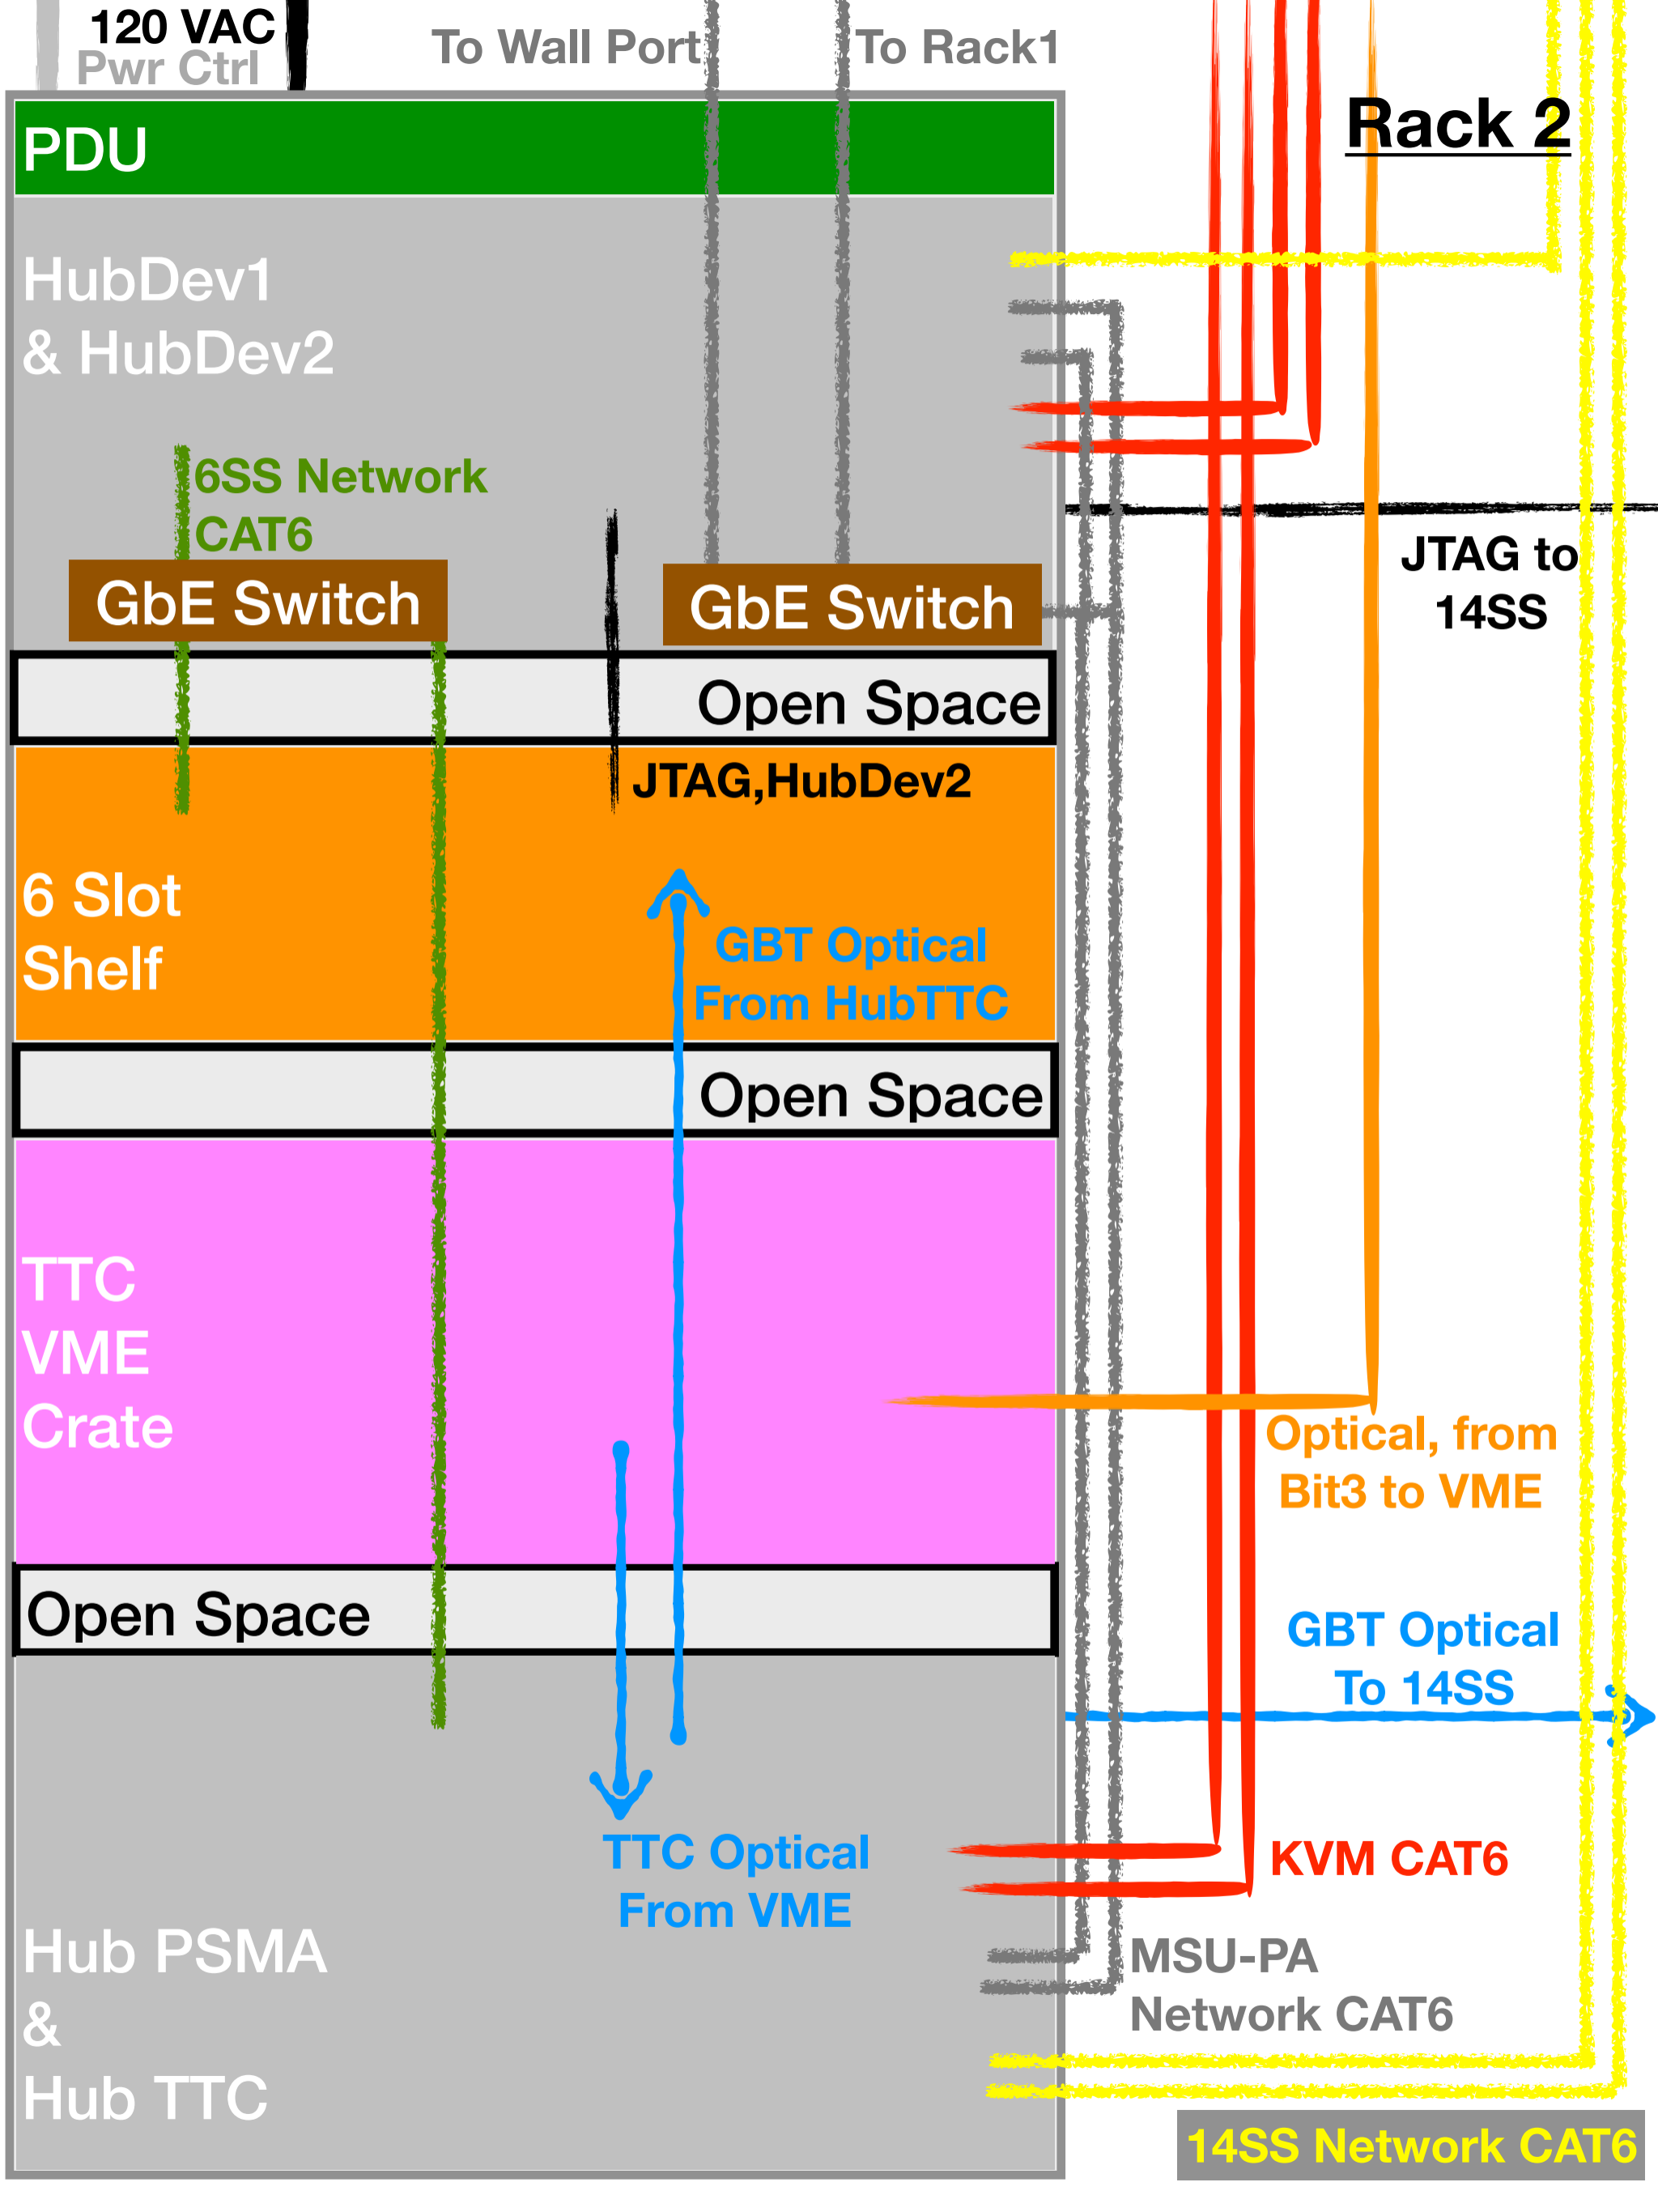 120 VAC
Pwr Ctrl
To Wall Port
To Rack1
Rack 2
PDU
HubDev1
& HubDev2
6SS Network
CAT6
GbE Switch
GbE Switch
JTAG to
14SS
Open Space
JTAG,HubDev2
6 Slot
Shelf
GBT Optical
From HubTTC
Open Space
TTC
VME
Crate
Optical, from
Bit3 to VME
Open Space
GBT Optical
To 14SS
TTC Optical
From VME
KVM CAT6
Hub PSMA
&
Hub TTC
MSU-PA
Network CAT6
14SS Network CAT6